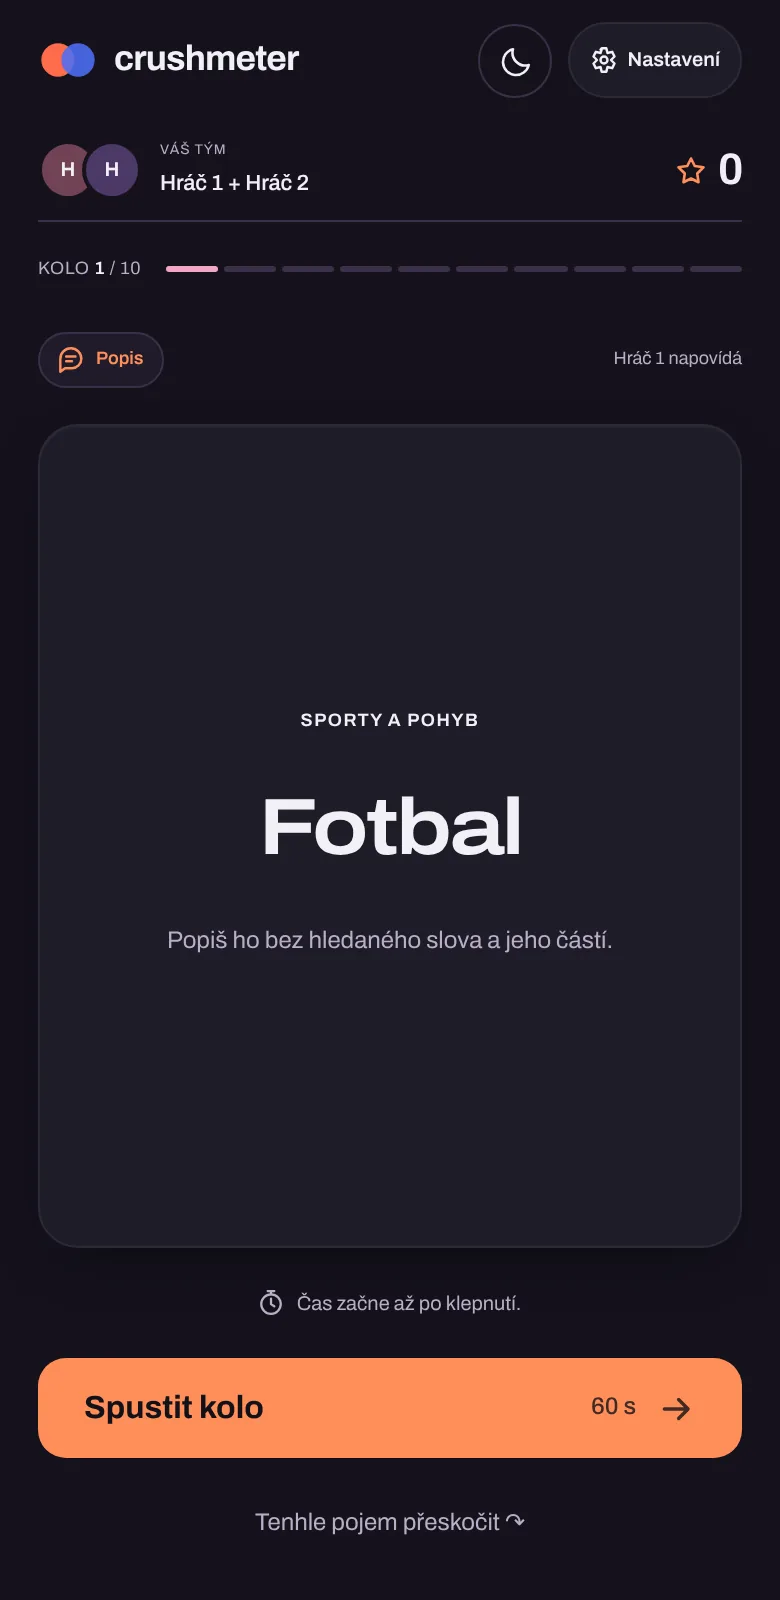 crushmeter
Nastavení
H H
VÁŠ TÝM
Hráč 1 + Hráč 2
0
KOLO 1 / 10
Popis
Hráč 1 napovídá
SPORTY A POHYB
Fotbal
Popiš ho bez hledaného slova a jeho částí.
Čas začne až po klepnutí.
Spustit kolo
60 s →
Tenhle pojem přeskočit ↷